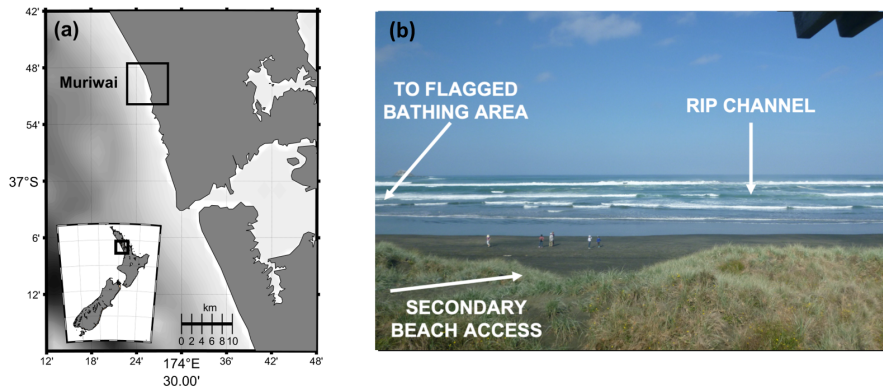 (a)
42'
48'
Muriwai
54'
37°S
6'
12'
km
0 2 4 6 8 10
12'
24'
174°E
30.00'
36'
42'
48'
(b)
TO FLAGGED
BATHING AREA
RIP CHANNEL
SECONDARY
BEACH ACCESS